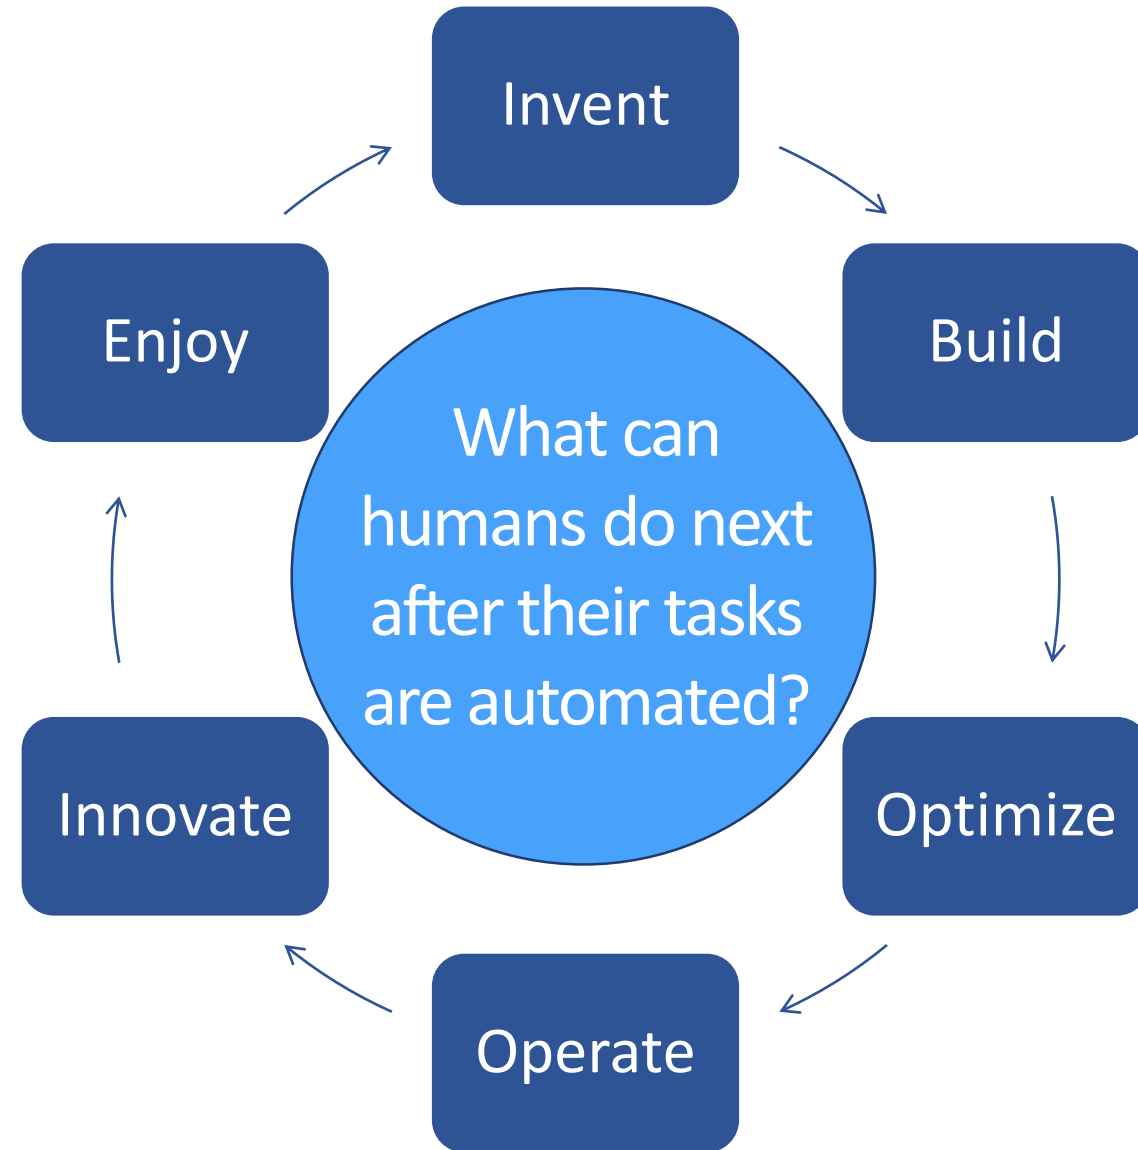 Invent
Build
Optimize
Operate
Innovate
Enjoy
What can
humans do next
after their tasks
are automated?